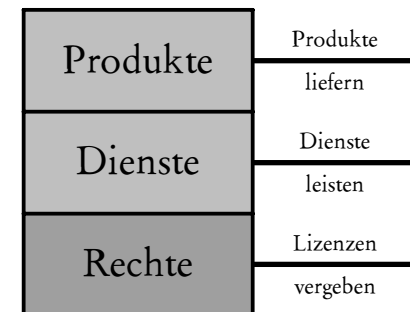 Produkte
Produkte
liefern
Dienste
Dienste
leisten
Rechte
Lizenzen
vergeben